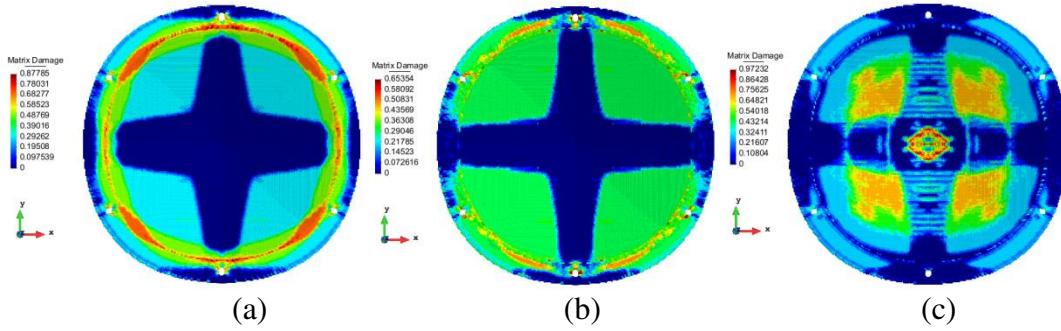 Matrix Damage
0.87785
0.78031
0.68277
0.58523
0.48769
0.39016
0.29262
0.19508
0.097539
0
y
z
x
(a)
Matrix Damage
0.65354
0.58092
0.50831
0.43569
0.36308
0.29046
0.21785
0.14523
0.072616
0
y
z
x
(b)
Matrix Damage
0.97232
0.86428
0.75625
0.64821
0.54018
0.43214
0.32411
0.21607
0.10804
0
y
z
x
(c)